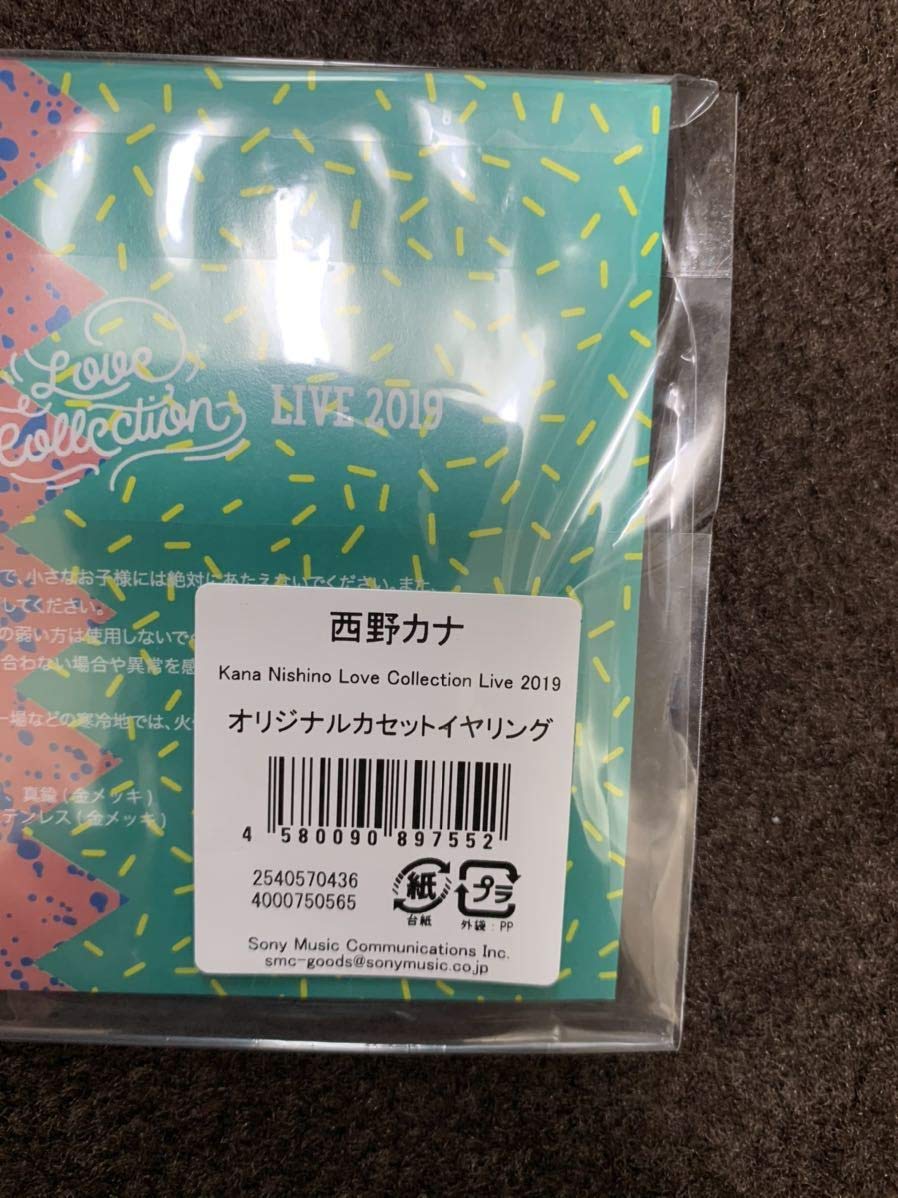 Love
Collection
LIVE 2019
で、小さなお子様には絶対にあたえないでください。また、
してください。
の弱い方は使用しないで
合わない場合や異常を感
場などの寒冷地では、火
、真鍮(金メッキ)
テンレス(金メッキ)
西野カナ
Kana Nishino Love Collection Live 2019
オリジナルカセットイヤリング
4 580090 897552
2540570436
4000750565
紙
台紙
プラ
外袋:PP
Sony Music Communications Inc.
smc-goods@sonymusic.co.jp